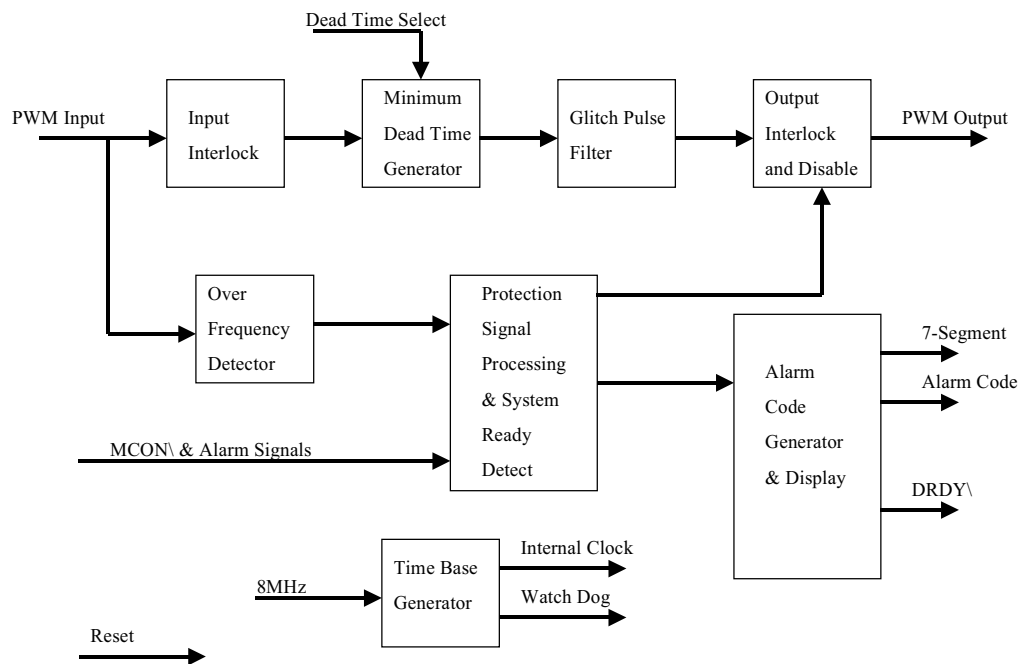 Dead Time Select
PWM Input
Input
Interlock
Minimum
Dead Time
Generator
Glitch Pulse
Filter
Output
Interlock
and Disable
PWM Output
Over
Frequency
Detector
Protection
Signal
Processing
& System
Ready
Detect
MCON\ & Alarm Signals
Alarm
Code
Generator
& Display
7-Segment
Alarm Code
DRDY\
8MHz
Time Base
Generator
Internal Clock
Watch Dog
Reset